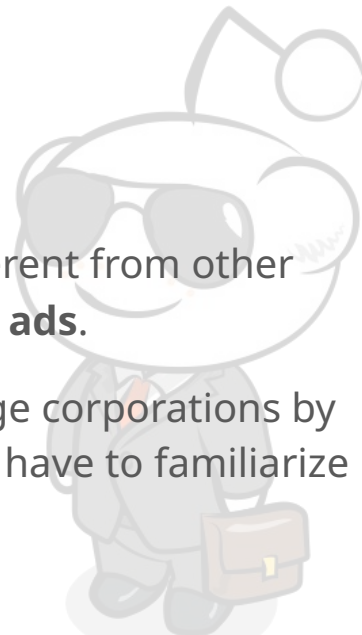 rent from other
ads.
ge corporations by
have to familiarize